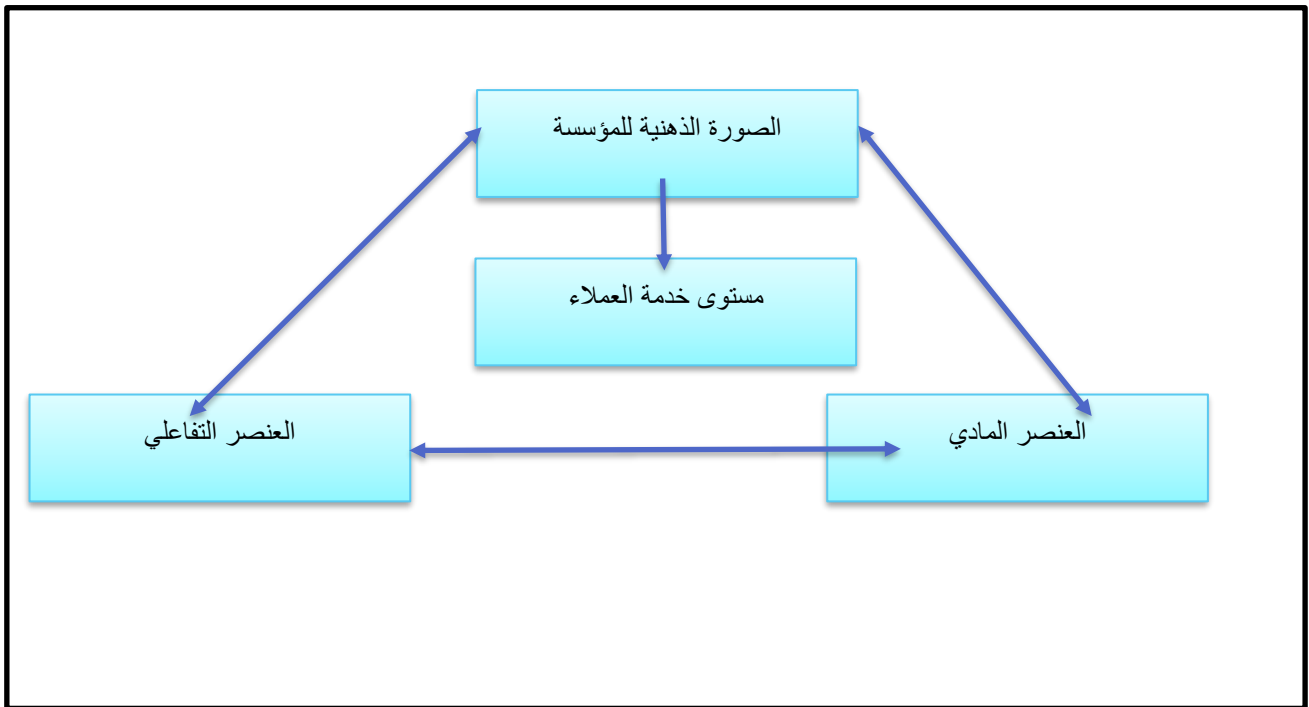 الصورة الذهنية للمؤسسة
مستوى خدمة العملاء
العنصر المادي
العنصر التفاعلي